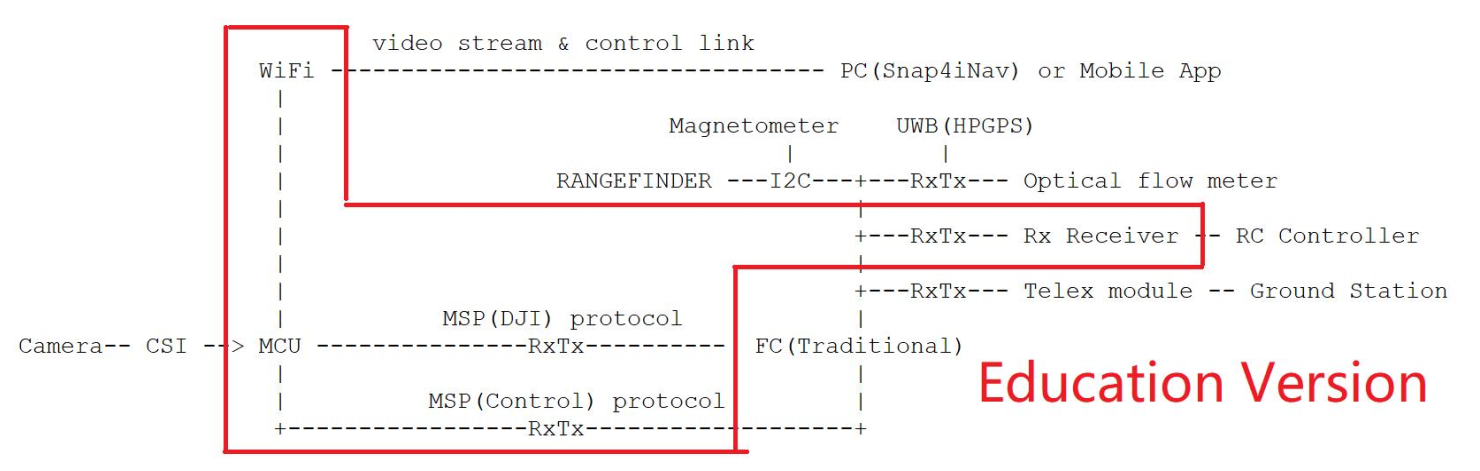 video stream & control link
WiFi ----------------------------------- PC(Snap4iNav) or Mobile App
|
| Magnetometer UWB(HPGPS)
| | |
| RANGEFINDER ---I2C---+---RxTx--- Optical flow meter
| |
| +---RxTx--- Rx Receiver -- RC Controller
| |
| +---RxTx--- Telex module -- Ground Station
| MSP(DJI) protocol |
Camera-- CSI --> MCU ---------------RxTx---------- FC(Traditional)
| |
| MSP(Control) protocol |
+-----------------RxTx-------------------+
Education Version